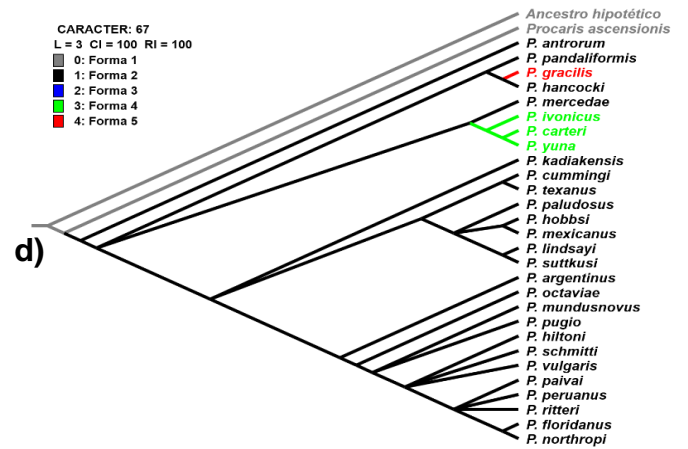 CARACTER: 67
L = 3 CI = 100 RI = 100
0: Forma 1
1: Forma 2
2: Forma 3
3: Forma 4
4: Forma 5
d)
Ancestro hipotético
Procaris ascensionis
P. antrorum
P. pandaliformis
P. gracilis
P. hancocki
P. mercedae
P. ivonicus
P. carteri
P. yuna
P. kadiakensis
P. cummingi
P. texanus
P. paludosus
P. hobbsi
P. mexicanus
P. lindsayi
P. suttkusi
P. argentinus
P. octaviae
P. mundusnovus
P. pugio
P. hiltoni
P. schmitti
P. vulgaris
P. paivai
P. peruanus
P. ritteri
P. floridanus
P. northropi